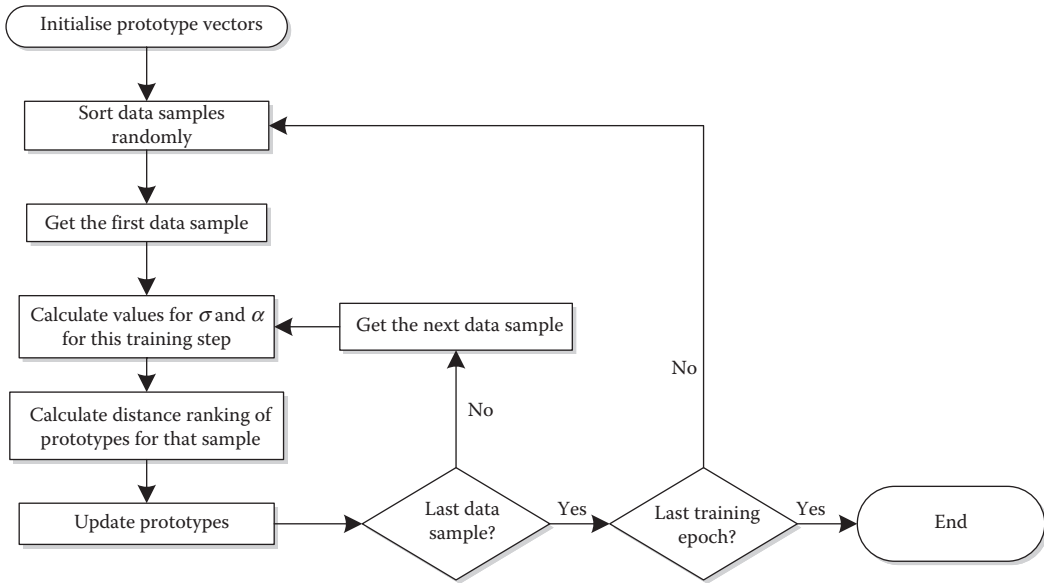 Initialise prototype vectors
Sort data samples
randomly
Get the first data sample
Calculate values for σ and α
for this training step
Get the next data sample
No
No
Calculate distance ranking of
prototypes for that sample
Update prototypes
Last data
sample?
Yes
Last training
epoch?
Yes
End